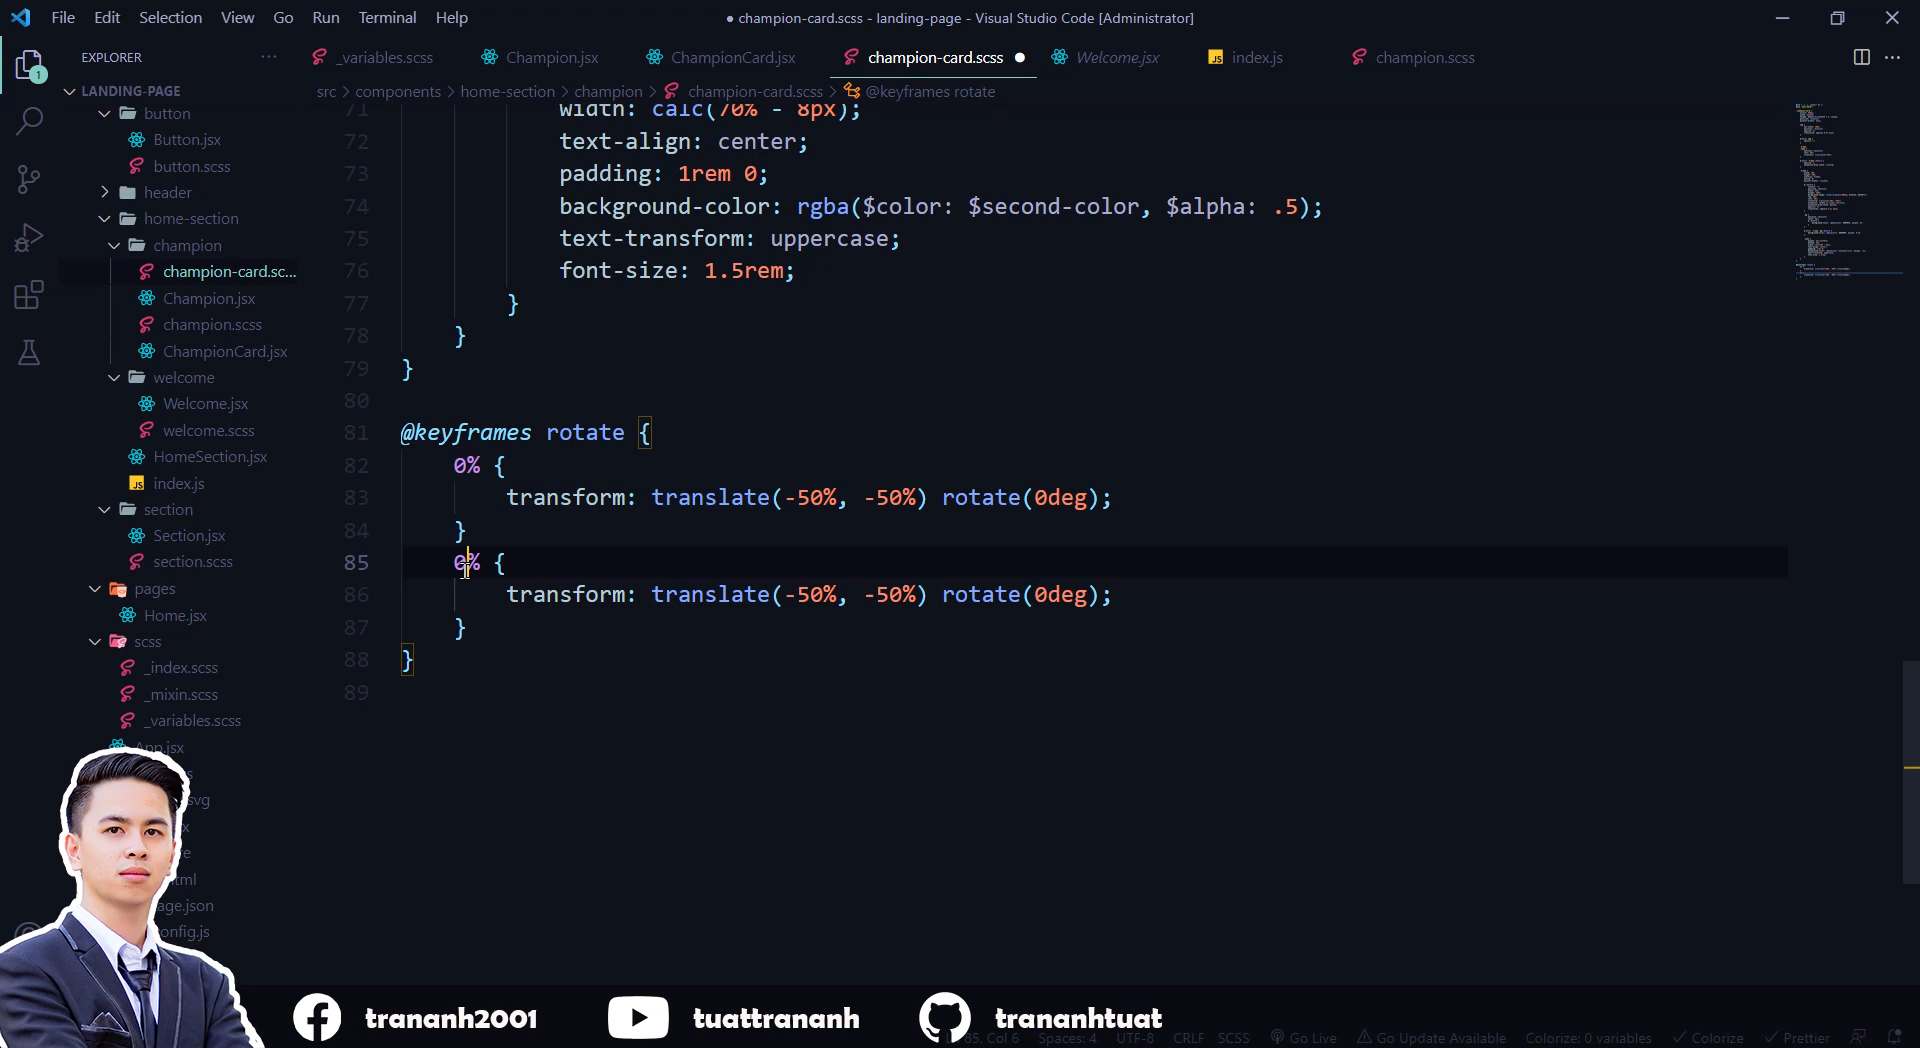 File Edit Selection View Go Run Terminal Help
● champion-card.scss - landing-page - Visual Studio Code [Administrator]
EXPLORER
_variables.scss Champion.jsx ChampionCard.jsx champion-card.scss Welcome.jsx index.js champion.scss
src > components > home-section > champion > champion-card.scss > @keyframes rotate
1
LANDING-PAGE
button
Button.jsx
button.scss
header
home-section
champion
champion-card.sc...
Champion.jsx
champion.scss
ChampionCard.jsx
welcome
Welcome.jsx
welcome.scss
HomeSection.jsx
JS index.js
section
Section.jsx
section.scss
pages
Home.jsx
scss
_index.scss
_mixin.scss
_variables.scss
App.jsx
71 width: calc(70% - 8px);
72 text-align: center;
73 padding: 1rem 0;
74 background-color: rgba($color: $second-color, $alpha: .5);
75 text-transform: uppercase;
76 font-size: 1.5rem;
77 }
78 }
79 }
80
81 @keyframes rotate {
82 0% {
83 transform: translate(-50%, -50%) rotate(0deg);
84 }
85 0% {
86 transform: translate(-50%, -50%) rotate(0deg);
87 }
88 }
89
trananh2001 tuattrananh trananhtuat
85, Col 6 Spaces: 4 UTF-8 CRLF SCSS Go Live Go Update Available Colorize: 0 variables Colorize Prettier